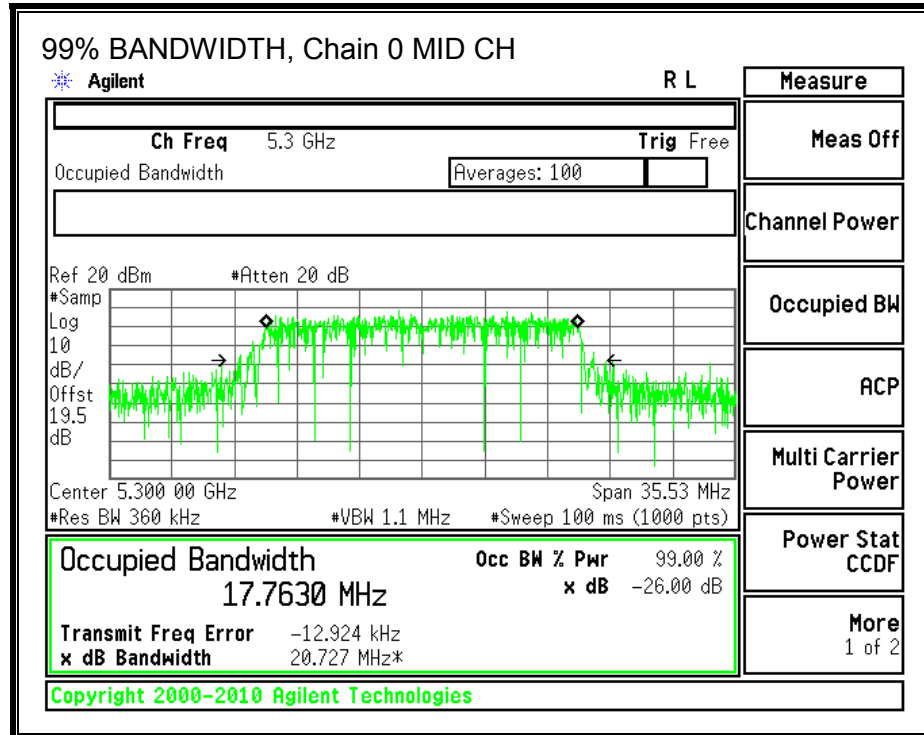 99% BANDWIDTH, Chain 0 MID CH
Agilent R L
Ch Freq 5.3 GHz Trig Free
Occupied Bandwidth Averages: 100
Ref 20 dBm #Atten 20 dB
#Samp
Log
10
dB/
Offst
19.5
dB
Center 5.300 00 GHz Span 35.53 MHz
#Res BW 360 kHz #VBW 1.1 MHz #Sweep 100 ms (1000 pts)
Occupied Bandwidth Occ BW % Pwr 99.00 %
17.7630 MHz x dB -26.00 dB
Transmit Freq Error -12.924 kHz
x dB Bandwidth 20.727 MHz*
Copyright 2000-2010 Agilent Technologies
Measure
Meas Off
Channel Power
Occupied BW
ACP
Multi Carrier
Power
Power Stat
CCDF
More
1 of 2